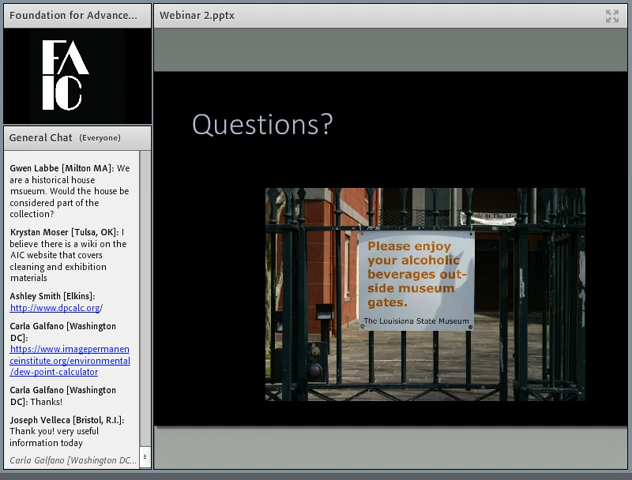 Foundation for Advance...
Webinar 2.pptx
FA
IC
General Chat (Everyone)
Gwen Labbe [Milton MA]: We
are a historical house
msueum. Would the house be
considered part of the
collection?
Krystan Moser [Tulsa, OK]: I
believe there is a wiki on the
AIC website that covers
cleaning and exhibition
materials
Ashley Smith [Elkins]:
http://www.dpcalc.org/
Carla Galfano [Washington
DC]:
https://www.imagepermanen
ceinstitute.org/environmental
/dew-point-calculator
Carla Galfano [Washington
DC]: Thanks!
Joseph Velleca [Bristol, R.I.]:
Thank you! very useful
information today
Carla Galfano [Washington DC...
Questions?
Please enjoy
your alcoholic
beverages out-
side museum
gates.
The Louisiana State Museum